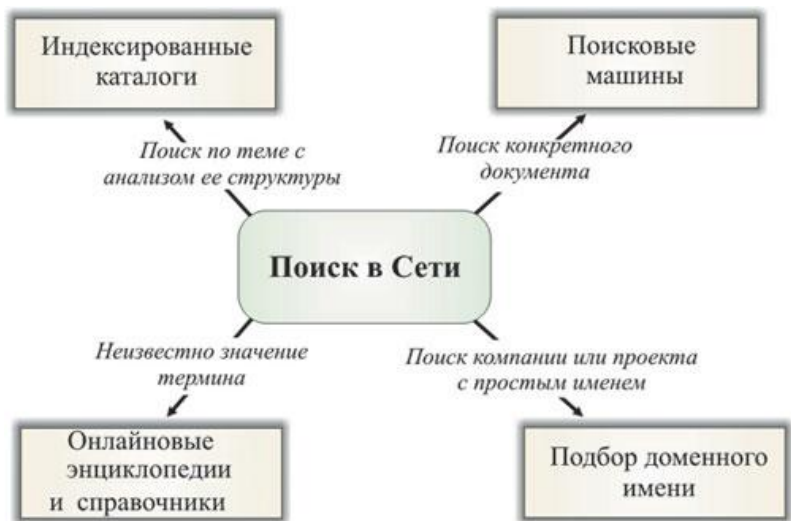 Индексированные
каталоги
Поисковые
машины
Поиск по теме с
анализом ее структуры
Поиск конкретного
документа
Поиск в Сети
Неизвестно значение
термина
Поиск компании или проекта
с простым именем
Онлайновые
энциклопедии
и справочники
Подбор доменного
имени